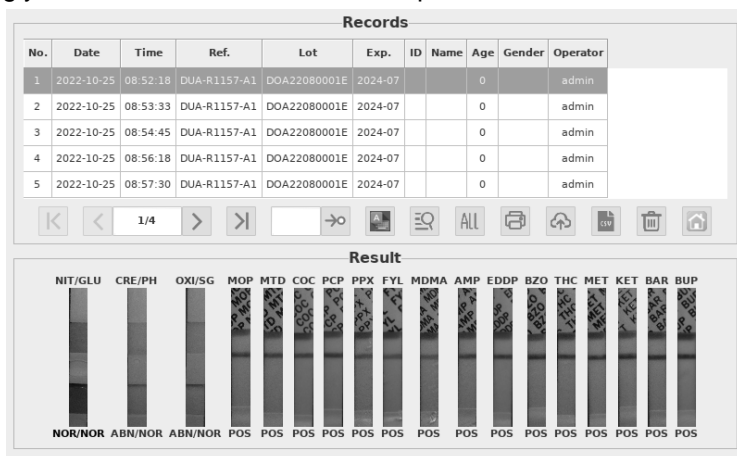 Records
No. Date Time Ref. Lot Exp. ID Name Age Gender Operator
1 2022-10-25 08:52:18 DUA-R1157-A1 DOA22080001E 2024-07 0 admin
2 2022-10-25 08:53:33 DUA-R1157-A1 DOA22080001E 2024-07 0 admin
3 2022-10-25 08:54:45 DUA-R1157-A1 DOA22080001E 2024-07 0 admin
4 2022-10-25 08:56:18 DUA-R1157-A1 DOA22080001E 2024-07 0 admin
5 2022-10-25 08:57:30 DUA-R1157-A1 DOA22080001E 2024-07 0 admin
1/4 ALL CSV
Result
NIT/GLU CRE/PH OXI/SG MOP MTD COC PCP PPX FYL MDMA AMP EDDP BZO THC MET KET BAR BUP
NOR/NOR ABN/NOR ABN/NOR POS POS POS POS POS POS POS POS POS POS POS POS POS POS POS